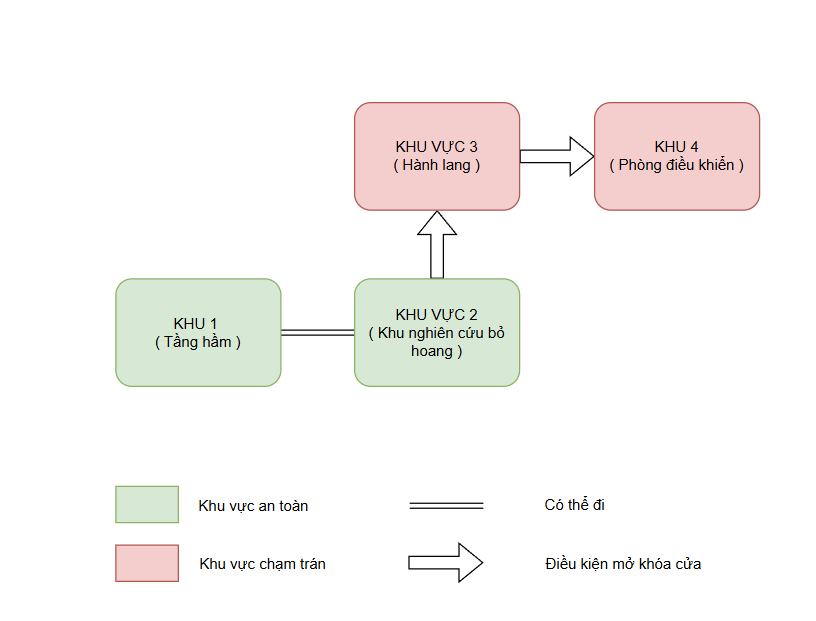 KHU VỰC 3
( Hành lang )
KHU 4
( Phòng điều khiển )
KHU 1
( Tầng hầm )
KHU VỰC 2
( Khu nghiên cứu bỏ
hoang )
Khu vực an toàn
Có thể đi
Khu vực chạm trán
Điều kiện mở khóa cửa